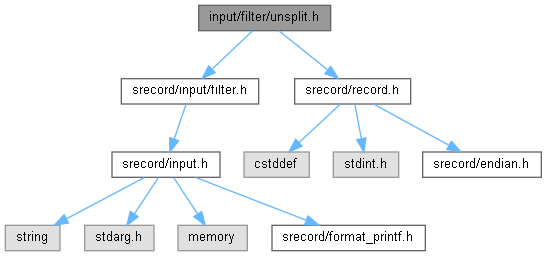 input/filter/unsplit.h
srecord/input/filter.h
srecord/record.h
srecord/input.h
cstddef
stdint.h
srecord/endian.h
string
stdarg.h
memory
srecord/format_printf.h